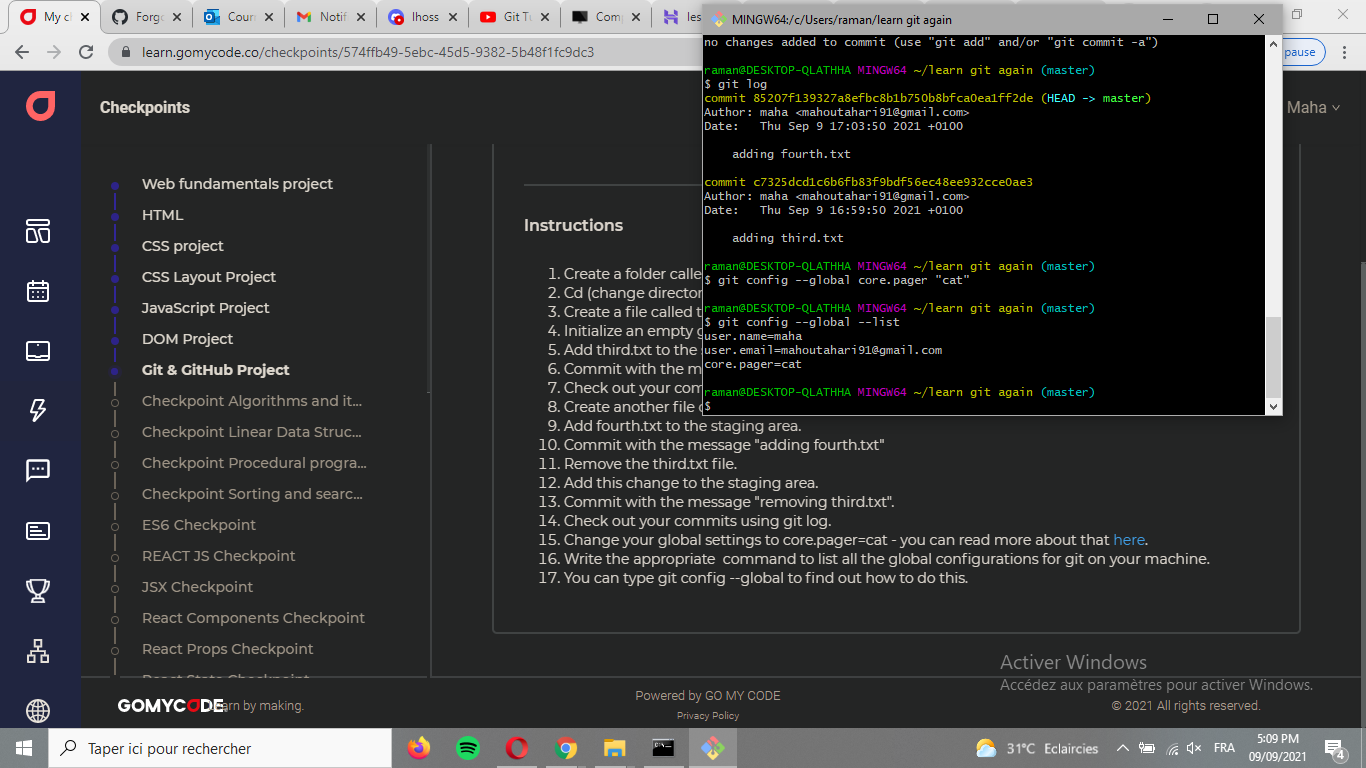 My cl
Forgo
Courr
Notifi
lhoss
Git Tu
Comp
les
MINGW64:/c/Users/raman/learn git again
learn.gomycode.co/checkpoints/574ffb49-5ebc-45d5-9382-5b48f1fc9dc3
pause
no changes added to commit (use "git add" and/or "git commit -a")
raman@DESKTOP-QLATHHA MINGW64 ~/learn git again (master)
$ git log
commit 85207f139327a8efbc8b1b750b8bfca0ea1ff2de (HEAD -> master)
Author: maha <mahoutahari91@gmail.com>
Date:   Thu Sep 9 17:03:50 2021 +0100
adding fourth.txt
commit c7325dcd1c6b6fb83f9bdf56ec48ee932cce0ae3
Author: maha <mahoutahari91@gmail.com>
Date:   Thu Sep 9 16:59:50 2021 +0100
adding third.txt
raman@DESKTOP-QLATHHA MINGW64 ~/learn git again (master)
$ git config --global core.pager "cat"
raman@DESKTOP-QLATHHA MINGW64 ~/learn git again (master)
$ git config --global --list
user.name=maha
user.email=mahoutahari91@gmail.com
core.pager=cat
raman@DESKTOP-QLATHHA MINGW64 ~/learn git again (master)
$
Checkpoints
Maha
Web fundamentals project
HTML
CSS project
CSS Layout Project
JavaScript Project
DOM Project
Git & GitHub Project
Checkpoint Algorithms and it...
Checkpoint Linear Data Struc...
Checkpoint Procedural progra...
Checkpoint Sorting and searc...
ES6 Checkpoint
REACT JS Checkpoint
JSX Checkpoint
React Components Checkpoint
React Props Checkpoint
React State Checkpoint
Instructions
1. Create a folder calle
2. Cd (change director
3. Create a file called t
4. Initialize an empty g
5. Add third.txt to the
6. Commit with the m
7. Check out your com
8. Create another file
9. Add fourth.txt to the staging area.
10. Commit with the message "adding fourth.txt"
11. Remove the third.txt file.
12. Add this change to the staging area.
13. Commit with the message "removing third.txt".
14. Check out your commits using git log.
15. Change your global settings to core.pager=cat - you can read more about that here.
16. Write the appropriate  command to list all the global configurations for git on your machine.
17. You can type git config --global to find out how to do this.
Activer Windows
Accédez aux paramètres pour activer Windows.
GOMYCODE
Learn by making.
Powered by GO MY CODE
Privacy Policy
© 2021 All rights reserved.
Taper ici pour rechercher
31°C Eclaircies
FRA
5:09 PM
09/09/2021
4